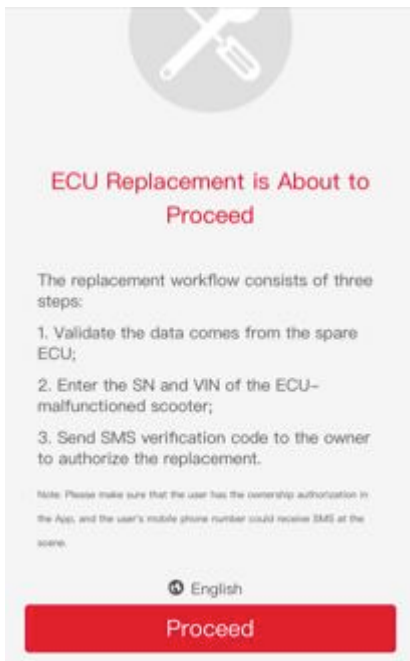 ECU Replacement is About to
Proceed
The replacement workflow consists of three
steps:
1. Validate the data comes from the spare
ECU;
2. Enter the SN and VIN of the ECU-
malfunctioned scooter;
3. Send SMS verification code to the owner
to authorize the replacement.
Note: Please make sure that the user has the ownership authorization in
the App, and the user's mobile phone number could receive SMS at the
scene.
English
Proceed